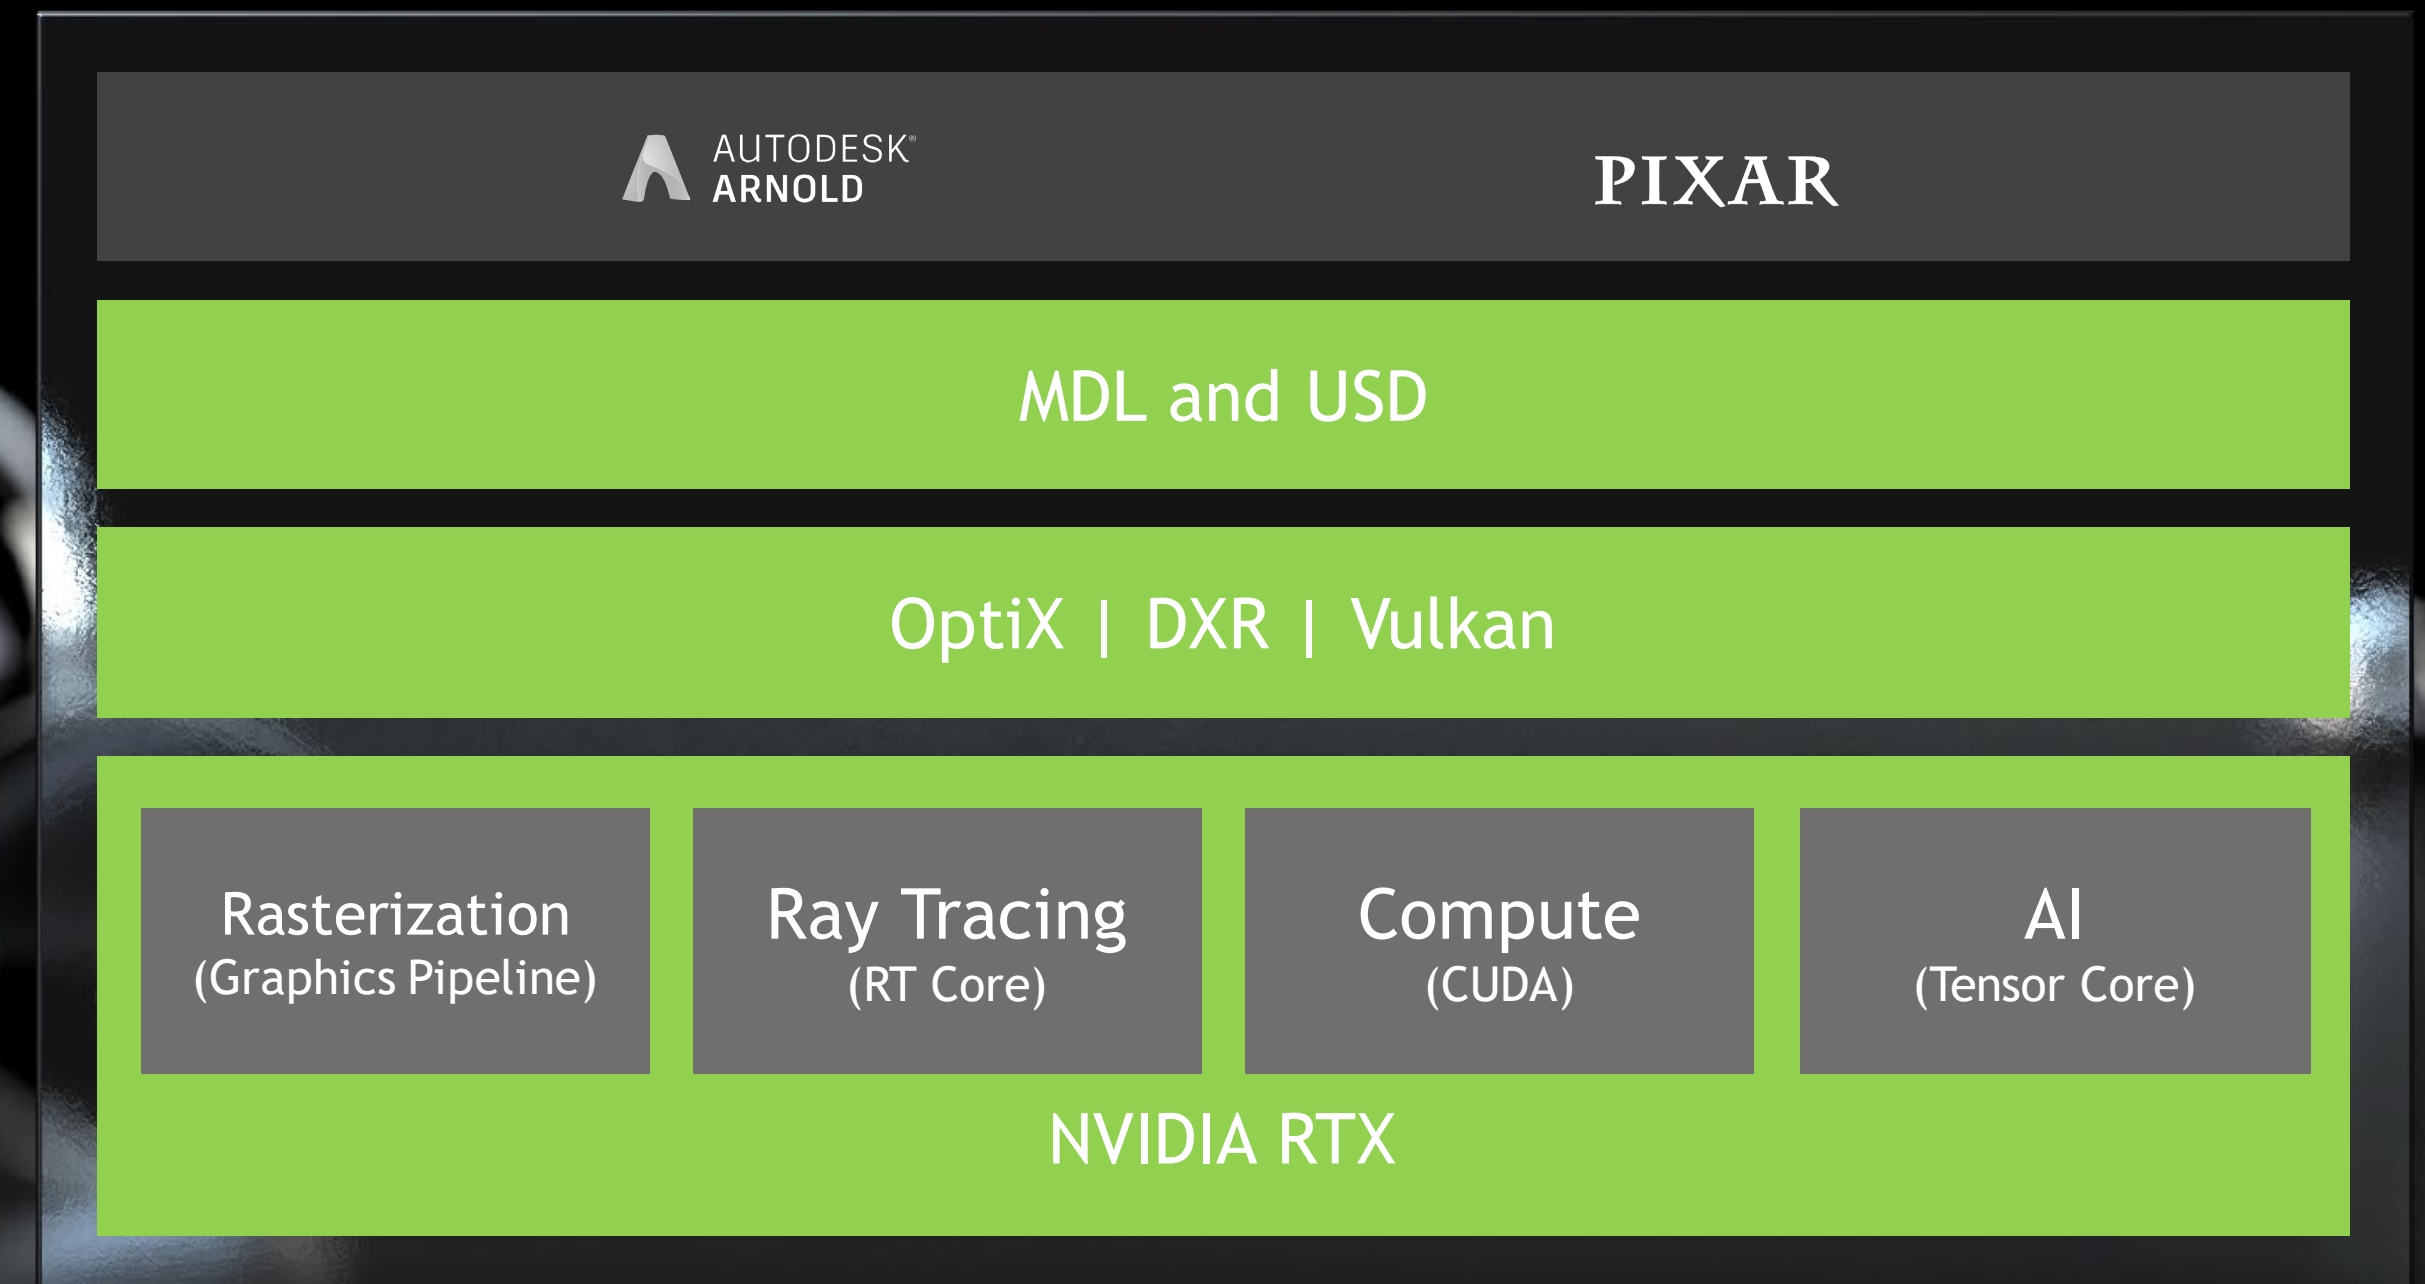 AUTODESK®
ARNOLD
PIXAR
MDL and USD
OptiX | DXR | Vulkan
Rasterization
(Graphics Pipeline)
Ray Tracing
(RT Core)
Compute
(CUDA)
AI
(Tensor Core)
NVIDIA RTX